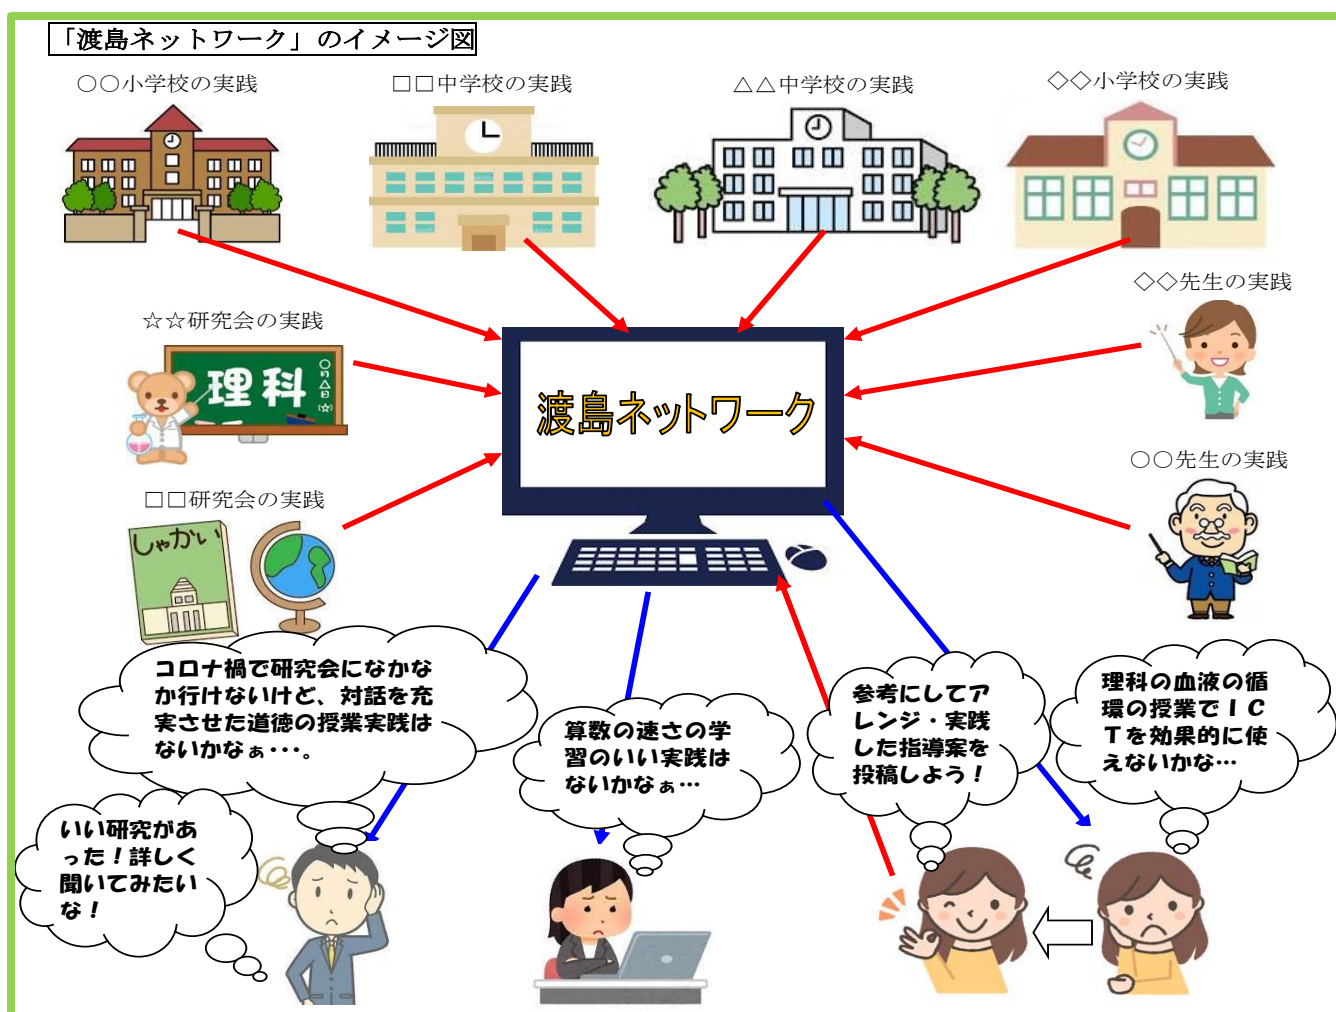 「渡島ネットワーク」のイメージ図
〇〇小学校の実践
□□中学校の実践
△△中学校の実践
◇◇小学校の実践
☆☆研究会の実践
理科
〇月△日
(☆)
◇◇先生の実践
渡島ネットワーク
〇〇先生の実践
□□研究会の実践
しゃかい
コロナ禍で研究会になかな
か行けないけど、対話を充
実させた道徳の授業実践は
ないかなぁ・・・。
算数の速さの学
習のいい実践は
ないかなぁ…
参考にしてア
レンジ・実践
した指導案を
投稿しよう！
理科の血液の循
環の授業でＩＣ
Ｔを効果的に使
えないかな…
いい研究があ
った！詳しく
聞いてみたい
な！